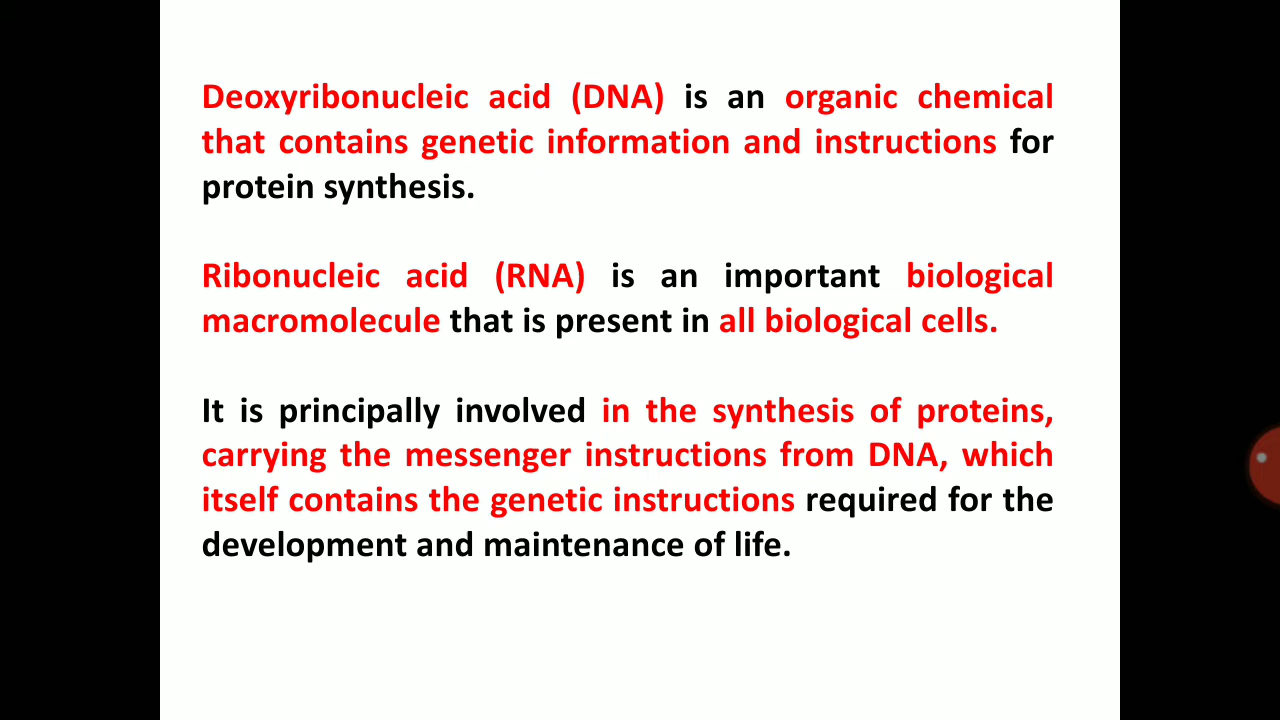 Deoxyribonucleic acid (DNA) is an organic chemical
that contains genetic information and instructions for
protein synthesis.
Ribonucleic acid (RNA) is an important biological
macromolecule that is present in all biological cells.
It is principally involved in the synthesis of proteins,
carrying the messenger instructions from DNA, which
itself contains the genetic instructions required for the
development and maintenance of life.